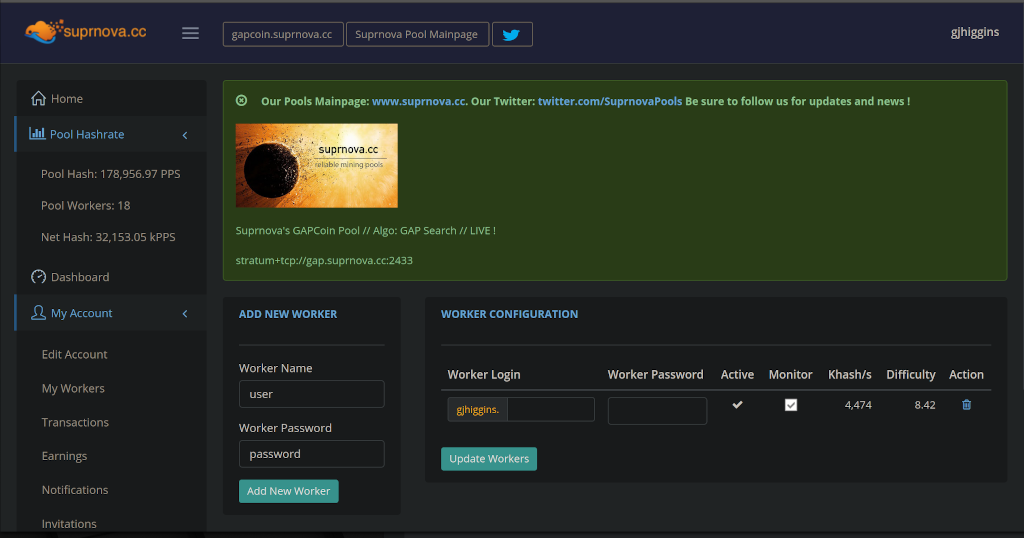 suprnova.cc
gapcoin.suprnova.cc
Suprnova Pool Mainpage
gjhiggins
Home
Pool Hashrate
Pool Hash: 178,956.97 PPS
Pool Workers: 18
Net Hash: 32,153.05 kPPS
Dashboard
My Account
Edit Account
My Workers
Transactions
Earnings
Notifications
Invitations
Our Pools Mainpage: www.suprnova.cc. Our Twitter: twitter.com/SuprnovaPools Be sure to follow us for updates and news !
suprnova.cc
reliable mining pools
Suprnova's GAPCoin Pool // Algo: GAP Search // LIVE !
stratum+tcp://gap.suprnova.cc:2433
ADD NEW WORKER
Worker Name
user
Worker Password
password
Add New Worker
WORKER CONFIGURATION
Worker Login Worker Password Active Monitor Khash/s Difficulty Action
gjhiggins. 4,474 8.42
Update Workers